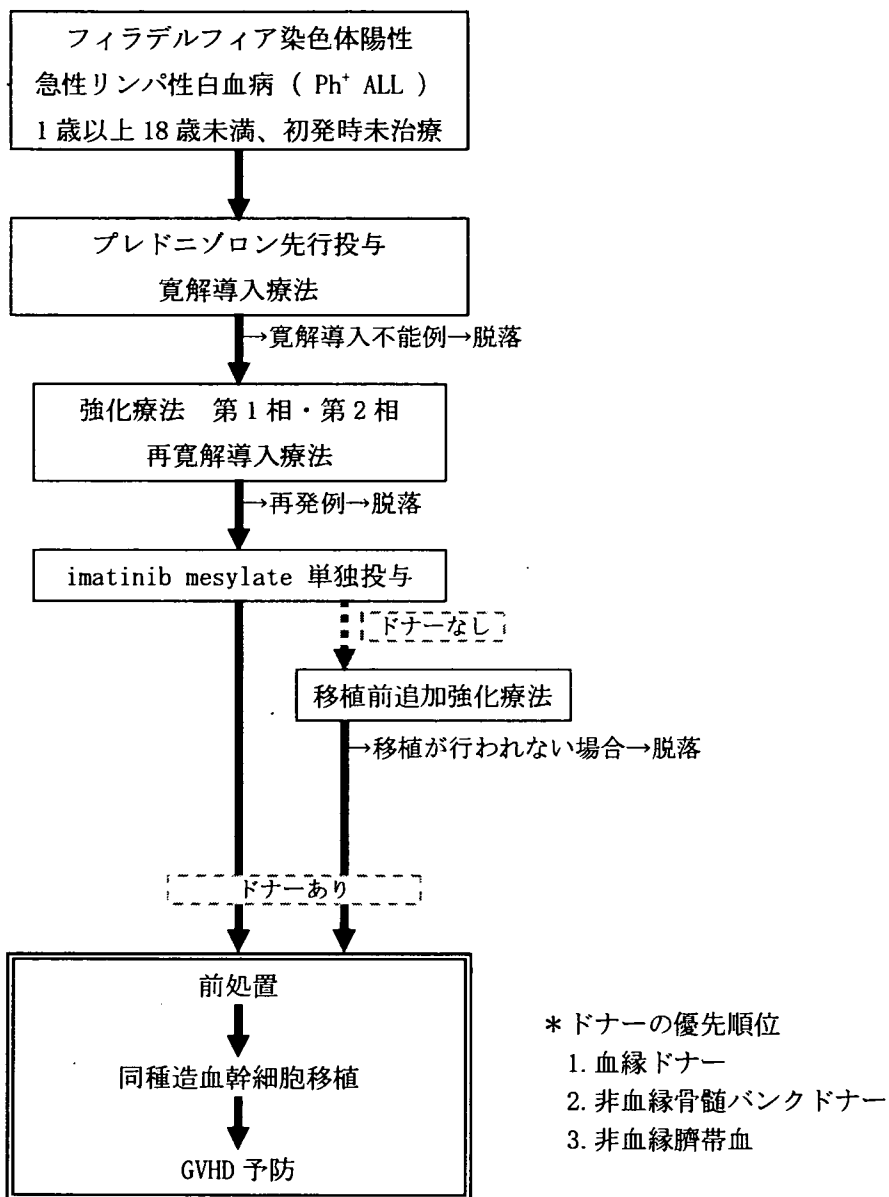 フィラデルフィア染色体陽性
急性リンパ性白血病 ( Ph⁺ ALL )
1歳以上18歳未満、初発時未治療
プレドニゾロン先行投与
寛解導入療法
→寛解導入不能例→脱落
強化療法 第1相・第2相
再寛解導入療法
→再発例→脱落
imatinib mesylate 単独投与
ドナーなし
移植前追加強化療法
→移植が行われない場合→脱落
ドナーあり
前処置
同種造血幹細胞移植
GVHD 予防
＊ドナーの優先順位
1. 血縁ドナー
2. 非血縁骨髄バンクドナー
3. 非血縁臍帯血